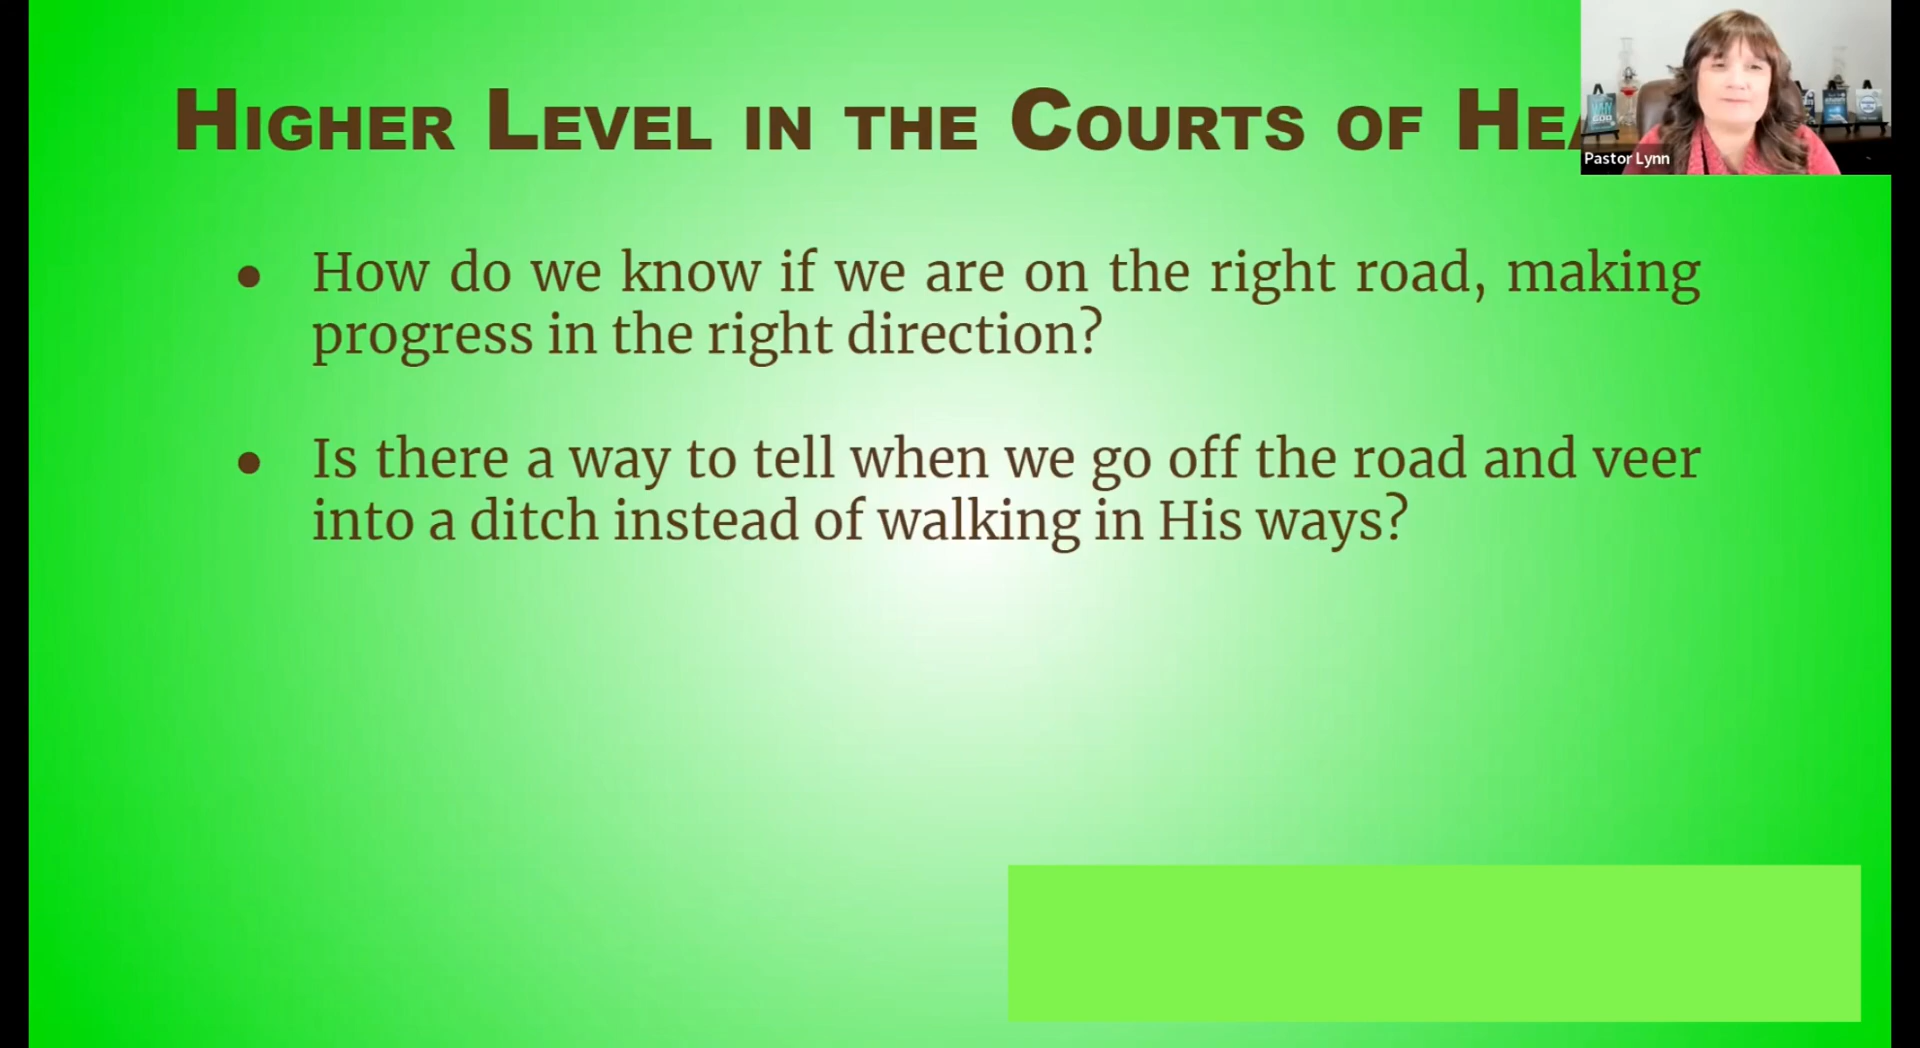 Higher Level in the Courts of
Pastor Lynn
How do we know if we are on the right road, making
progress in the right direction?
Is there a way to tell when we go off the road and veer
into a ditch instead of walking in His ways?